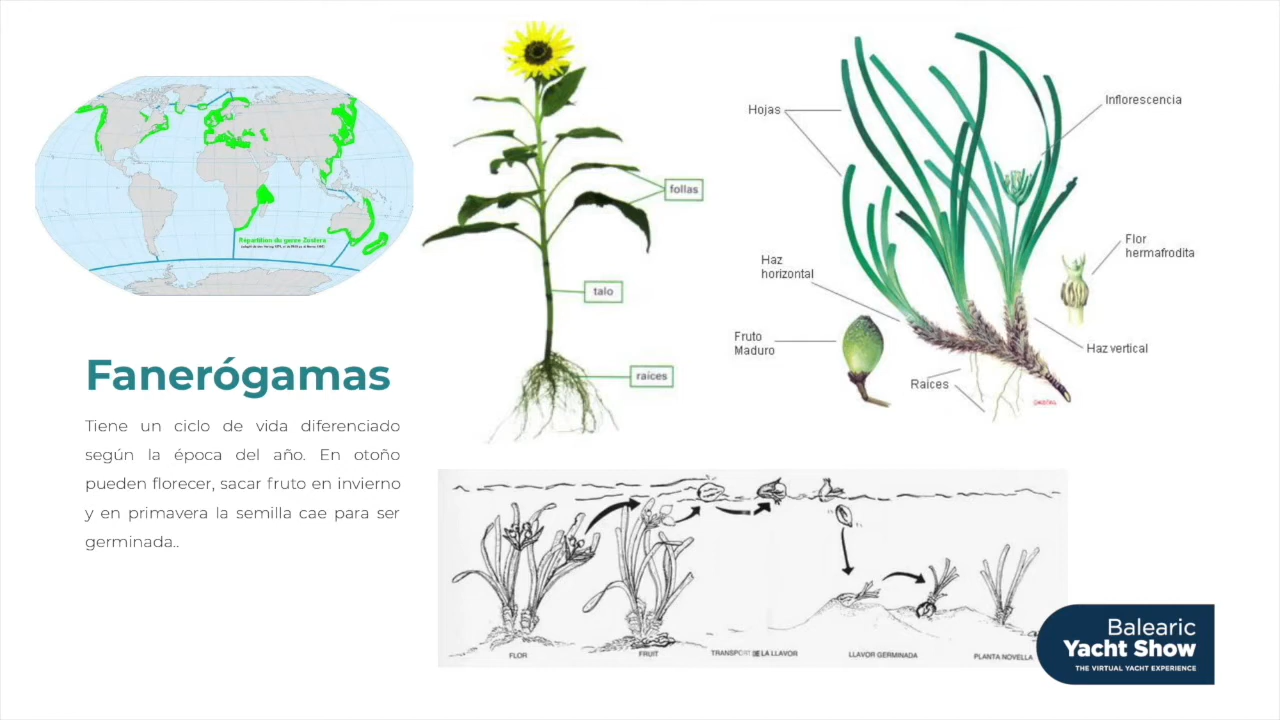 Répartition du genre Zostera
Fanerógamas
Tiene un ciclo de vida diferenciado
según la época del año. En otoño
pueden florecer, sacar fruto en invierno
y en primavera la semilla cae para ser
germinada..
follas
talo
raíces
Hojas
Inflorescencia
Flor
hermafrodita
Haz
horizontal
Fruto
Maduro
Haz vertical
Raíces
FLOR
FRUIT
TRANSPORT DE LA LLAVOR
LLAVOR GERMINADA
PLANTA NOVELLA
Balearic
Yacht Show
THE VIRTUAL YACHT EXPERIENCE